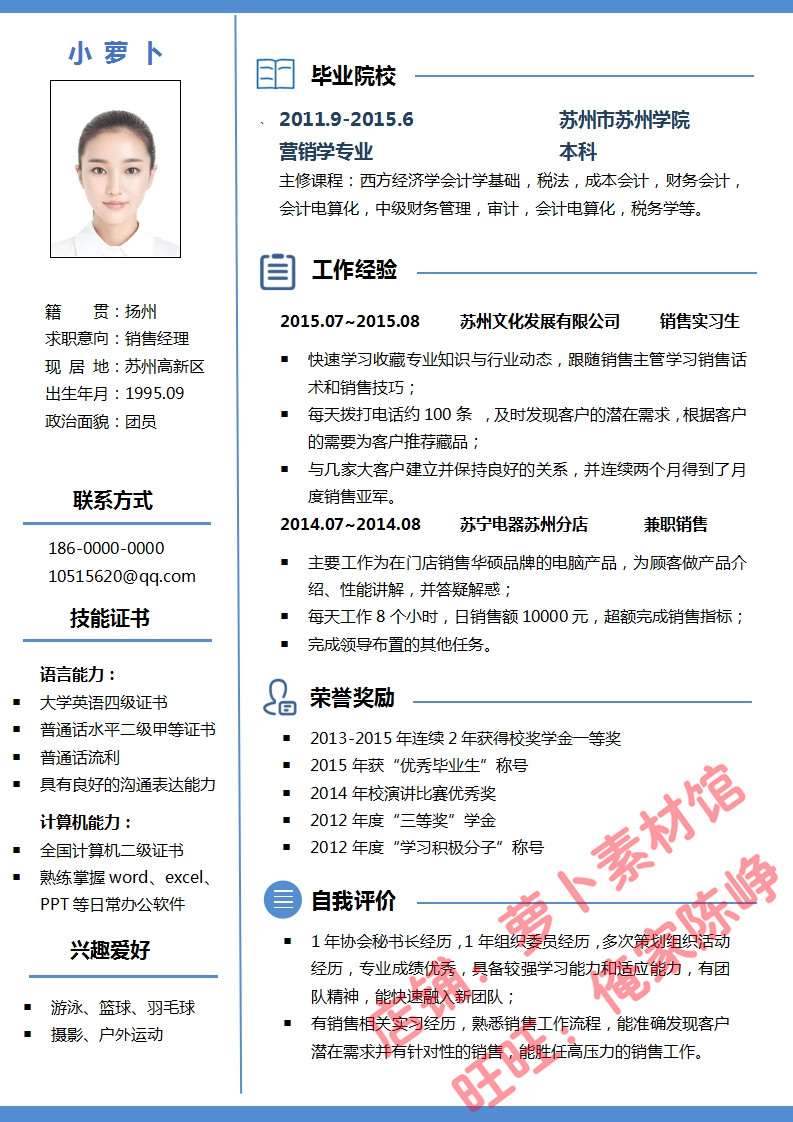 小 萝 卜
籍　　贯：扬州
求职意向：销售经理
现 居 地：苏州高新区
出生年月：1995.09
政治面貌：团员
联系方式
186-0000-0000
10515620@qq.com
技能证书
语言能力：
■ 大学英语四级证书
■ 普通话水平二级甲等证书
■ 普通话流利
■ 具有良好的沟通表达能力
计算机能力：
■ 全国计算机二级证书
■ 熟练掌握 word、excel、
PPT 等日常办公软件
兴趣爱好
■ 游泳、篮球、羽毛球
■ 摄影、户外运动
毕业院校
、 2011.9-2015.6 苏州市苏州学院
营销学专业 本科
主修课程：西方经济学会计学基础，税法，成本会计，财务会计，
会计电算化，中级财务管理，审计，会计电算化，税务学等。
工作经验
2015.07~2015.08 苏州文化发展有限公司 销售实习生
■ 快速学习收藏专业知识与行业动态，跟随销售主管学习销售话
术和销售技巧；
■ 每天拨打电话约 100 条 ，及时发现客户的潜在需求，根据客户
的需要为客户推荐藏品；
■ 与几家大客户建立并保持良好的关系，并连续两个月得到了月
度销售亚军。
2014.07~2014.08 苏宁电器苏州分店 兼职销售
■ 主要工作为在门店销售华硕品牌的电脑产品，为顾客做产品介
绍、性能讲解，并答疑解惑；
■ 每天工作 8 个小时，日销售额 10000 元，超额完成销售指标；
■ 完成领导布置的其他任务。
荣誉奖励
■ 2013-2015 年连续 2 年获得校奖学金一等奖
■ 2015 年获“优秀毕业生”称号
■ 2014 年校演讲比赛优秀奖
■ 2012 年度“三等奖”学金
■ 2012 年度“学习积极分子”称号
自我评价
■ 1 年协会秘书长经历，1 年组织委员经历，多次策划组织活动
经历，专业成绩优秀，具备较强学习能力和适应能力，有团
队精神，能快速融入新团队；
■ 有销售相关实习经历，熟悉销售工作流程，能准确发现客户
潜在需求并有针对性的销售，能胜任高压力的销售工作。
店铺：萝卜素材馆
旺旺：俺家陈峥